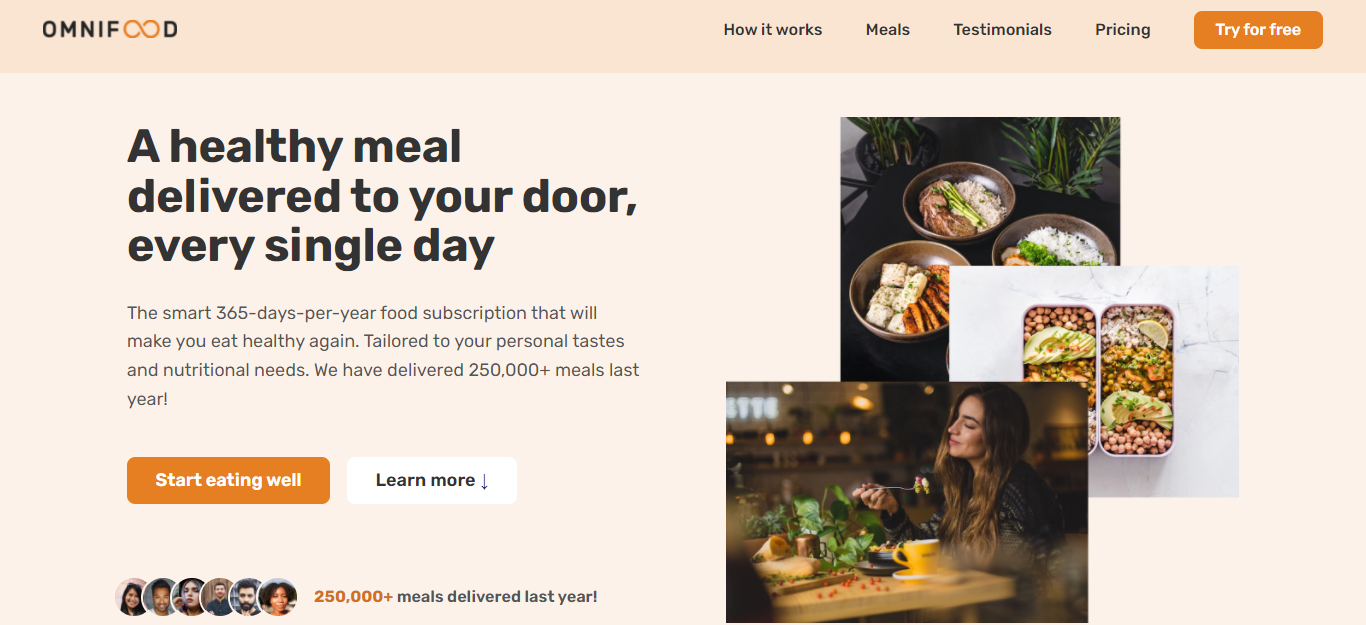 OMNIFOOD
How it works
Meals
Testimonials
Pricing
Try for free
A healthy meal
delivered to your door,
every single day
The smart 365-days-per-year food subscription that will
make you eat healthy again. Tailored to your personal tastes
and nutritional needs. We have delivered 250,000+ meals last
year!
Start eating well
Learn more ↓
250,000+ meals delivered last year!